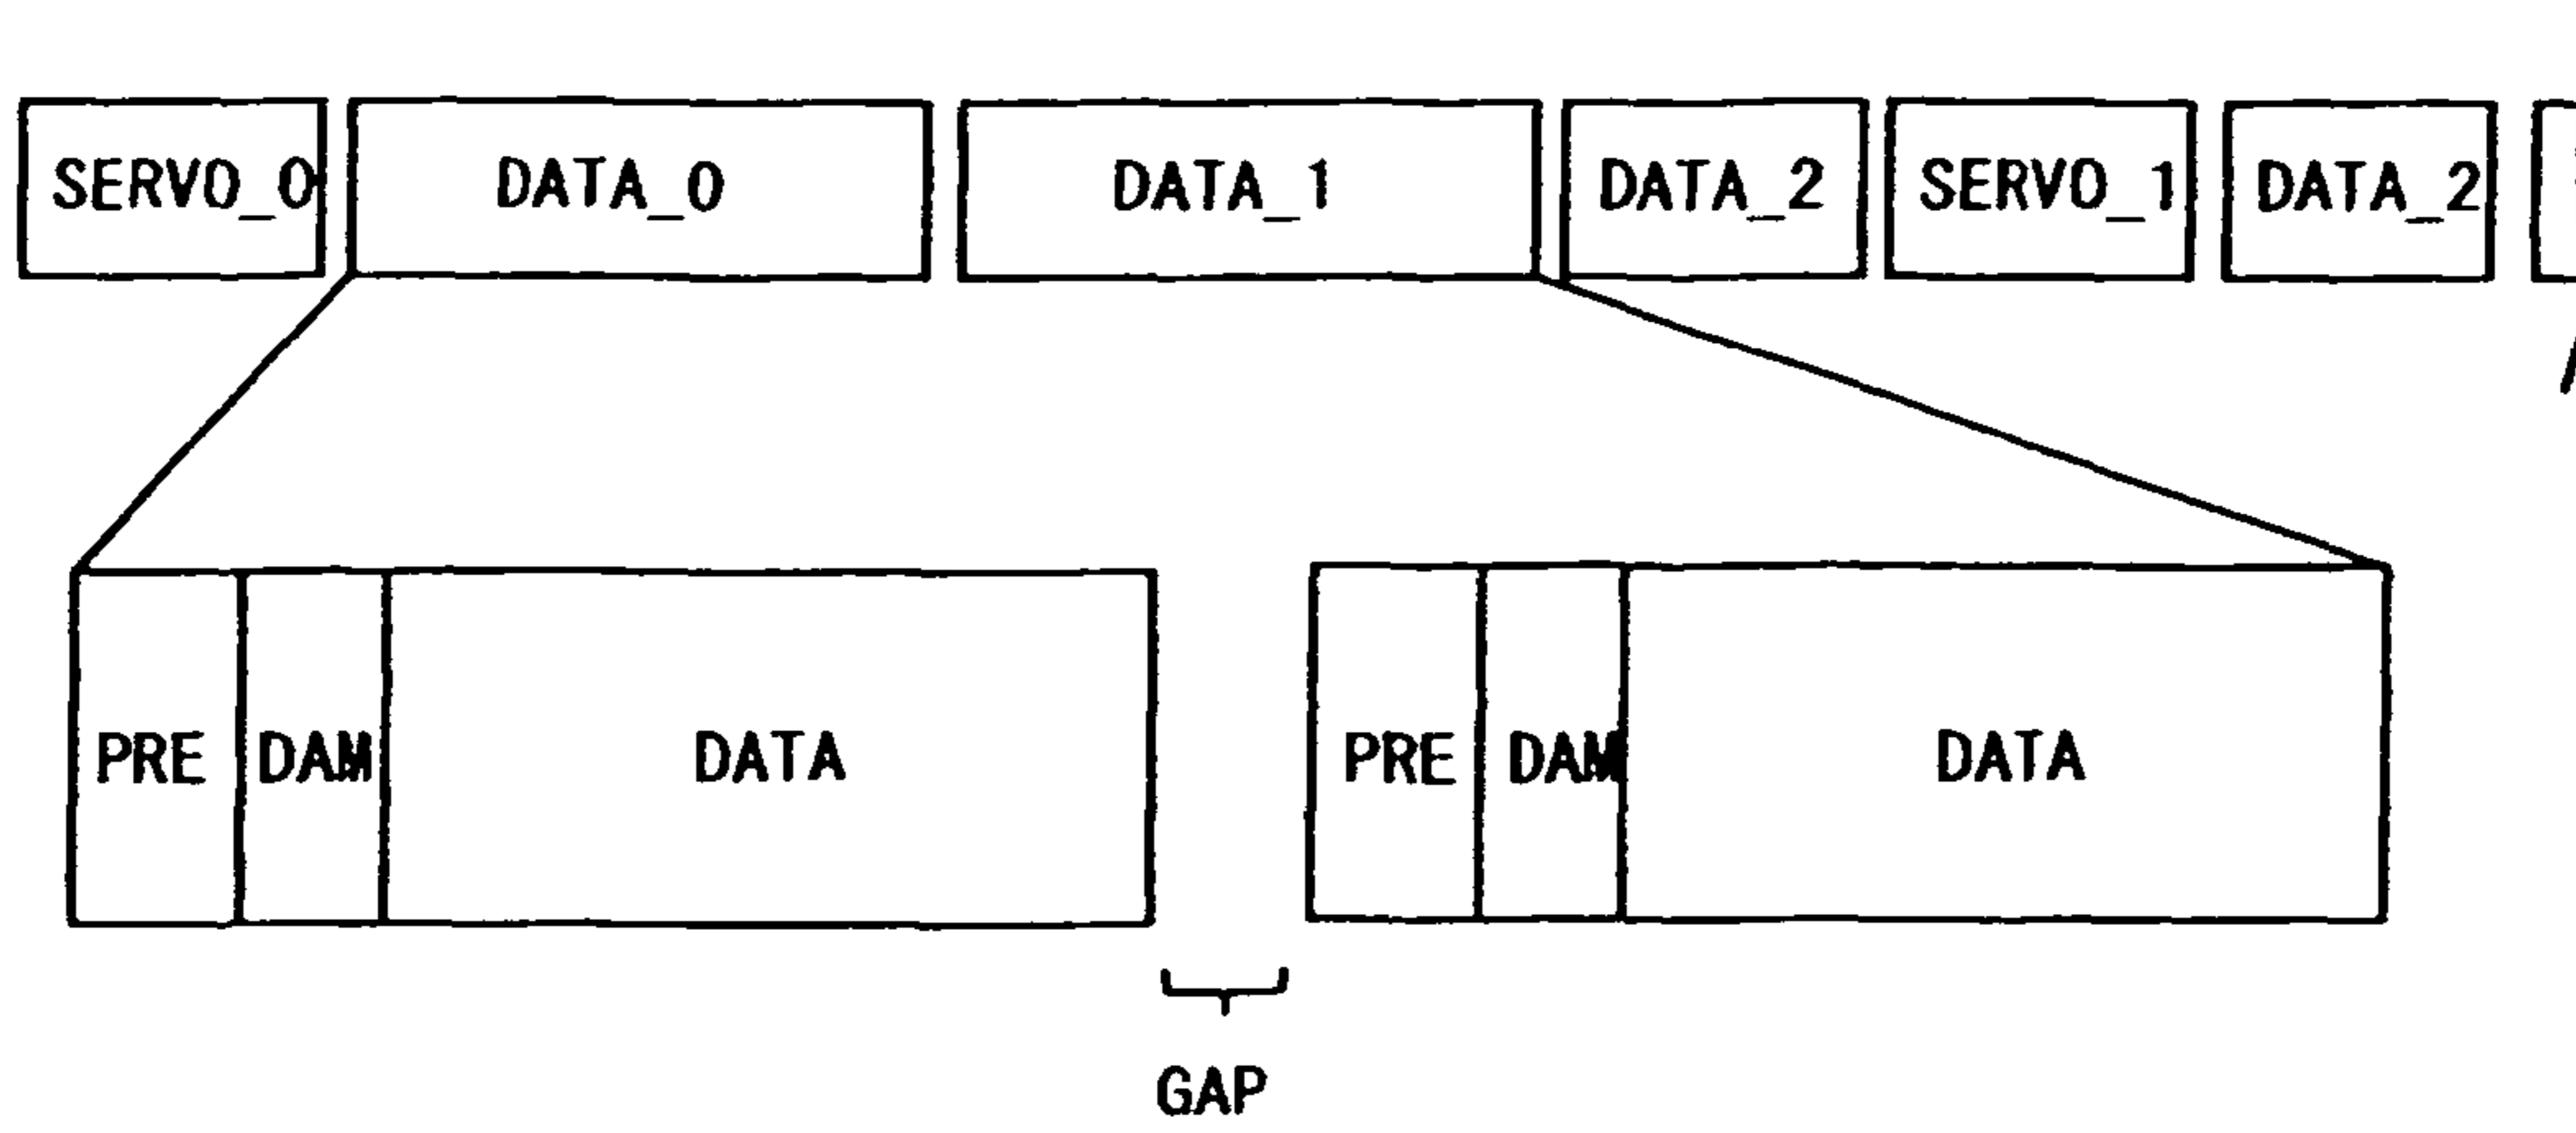 SERVO_0 DATA_0 DATA_1 DATA_2 SERVO_1 DATA_2
PRE DAM DATA PRE DAM DATA
GAP